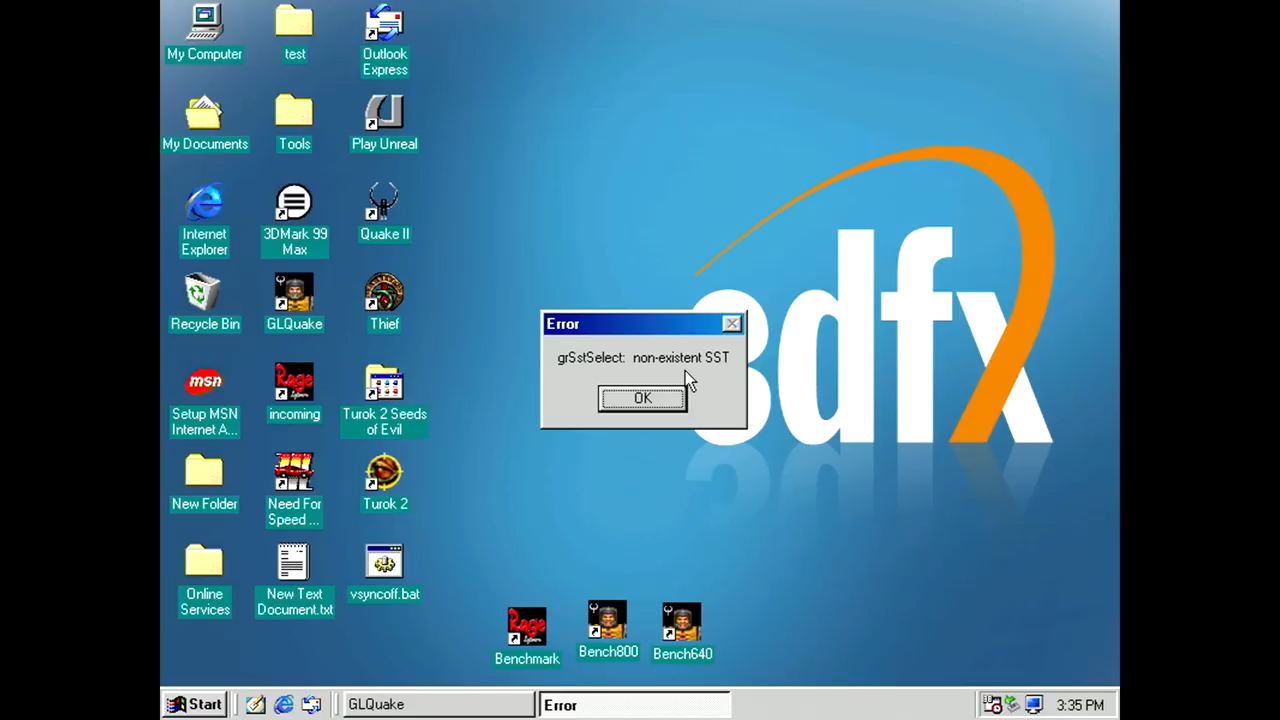 My Computer
test
Outlook
Express
My Documents
Tools
Play Unreal
Internet
Explorer
3DMark 99
Max
Quake II
Recycle Bin
GLQuake
Thief
msn
Setup MSN
Internet A...
Rage
incoming
Turok 2 Seeds
of Evil
New Folder
Need For
Speed ...
Turok 2
Online
Services
New Text
Document.txt
vsyncoff.bat
3dfx
Error
grSstSelect: non-existent SST
OK
Rage
Benchmark
Bench800
Bench640
Start
GLQuake
Error
3:35 PM